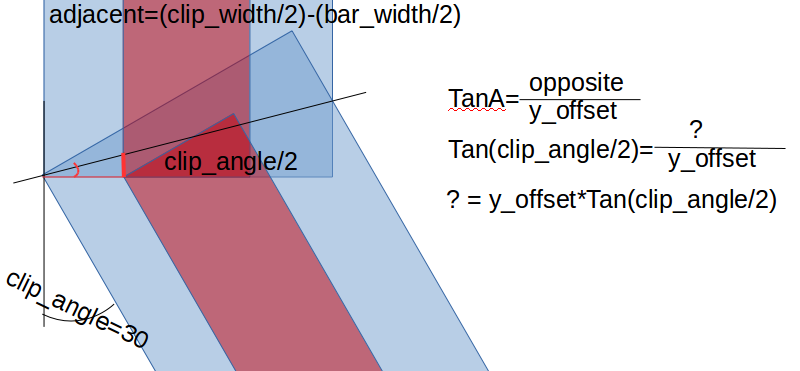 adjacent=(clip_width/2)-(bar_width/2)
clip_angle/2
clip_angle=30
TanA=
opposite
y_offset
Tan(clip_angle/2)=
?
y_offset
? = y_offset*Tan(clip_angle/2)